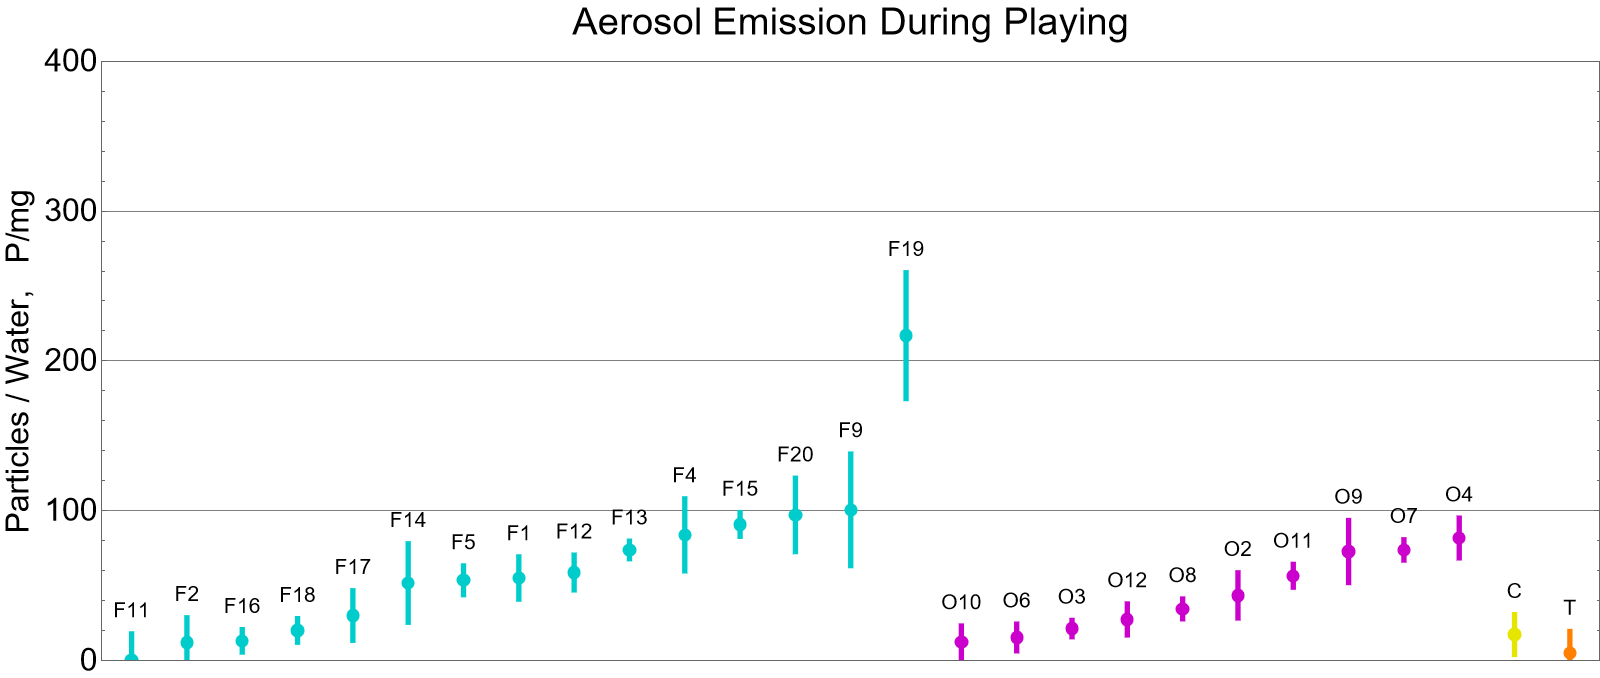 Aerosol Emission During Playing
Particles / Water, P/mg
400
300
200
100
0
F11
F2
F16
F18
F17
F14
F5
F1
F12
F13
F4
F15
F20
F9
F19
O10
O6
O3
O12
O8
O2
O11
O9
O7
O4
C
T